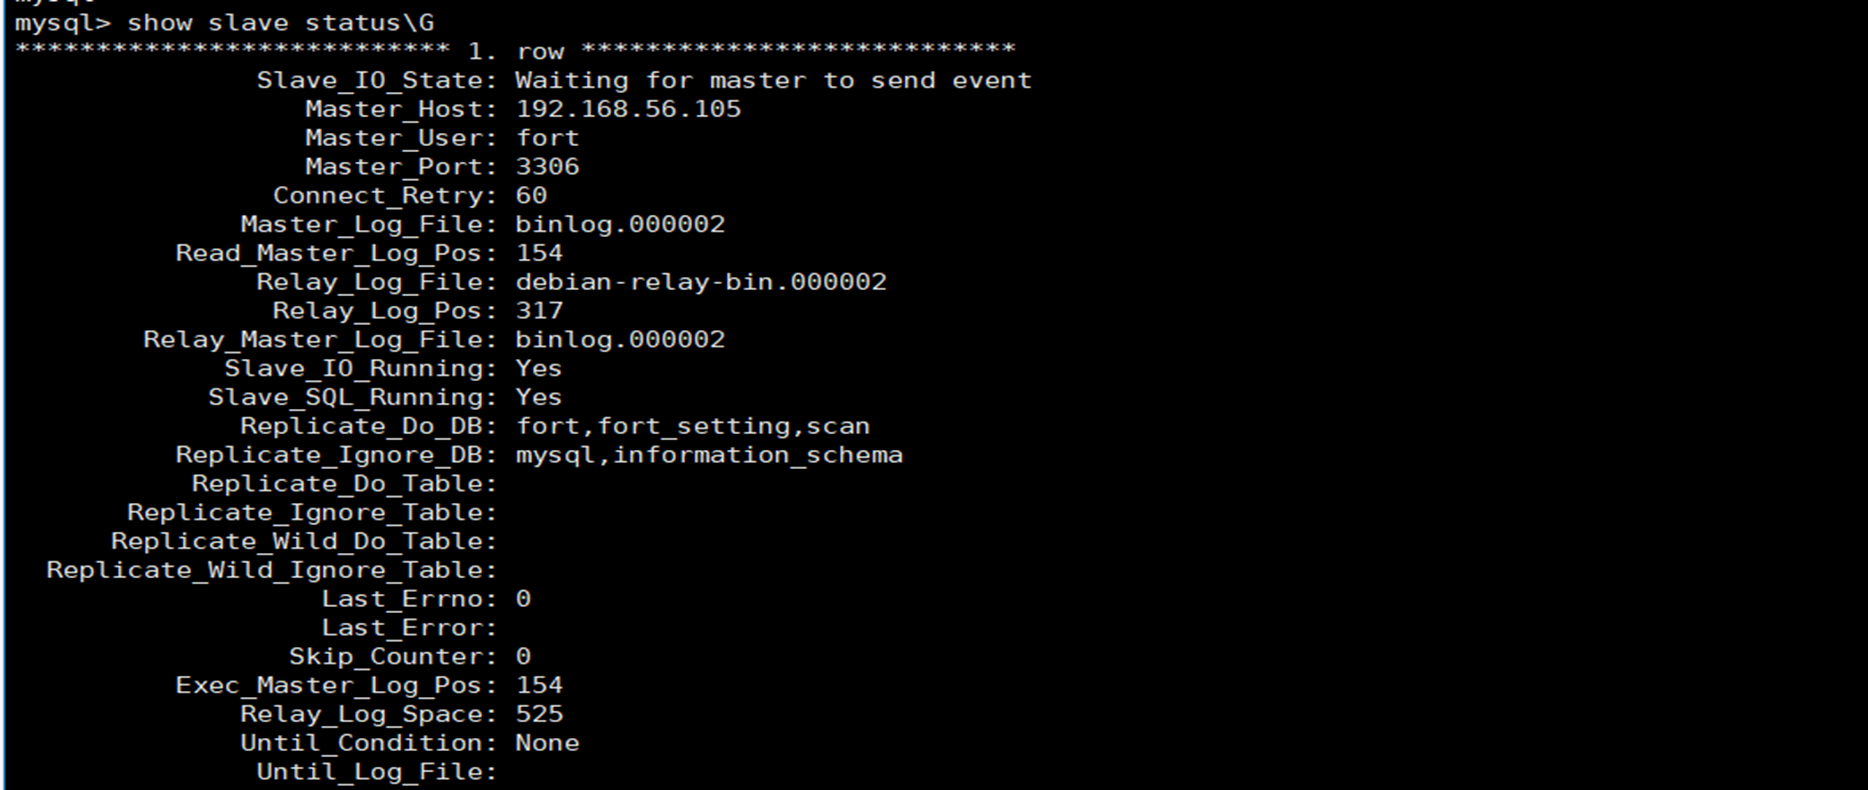 mysql> show slave status\G
*************************** 1. row ***************************
Slave_IO_State: Waiting for master to send event
Master_Host: 192.168.56.105
Master_User: fort
Master_Port: 3306
Connect_Retry: 60
Master_Log_File: binlog.000002
Read_Master_Log_Pos: 154
Relay_Log_File: debian-relay-bin.000002
Relay_Log_Pos: 317
Relay_Master_Log_File: binlog.000002
Slave_IO_Running: Yes
Slave_SQL_Running: Yes
Replicate_Do_DB: fort,fort_setting,scan
Replicate_Ignore_DB: mysql,information_schema
Replicate_Do_Table:
Replicate_Ignore_Table:
Replicate_Wild_Do_Table:
Replicate_Wild_Ignore_Table:
Last_Errno: 0
Last_Error:
Skip_Counter: 0
Exec_Master_Log_Pos: 154
Relay_Log_Space: 525
Until_Condition: None
Until_Log_File: